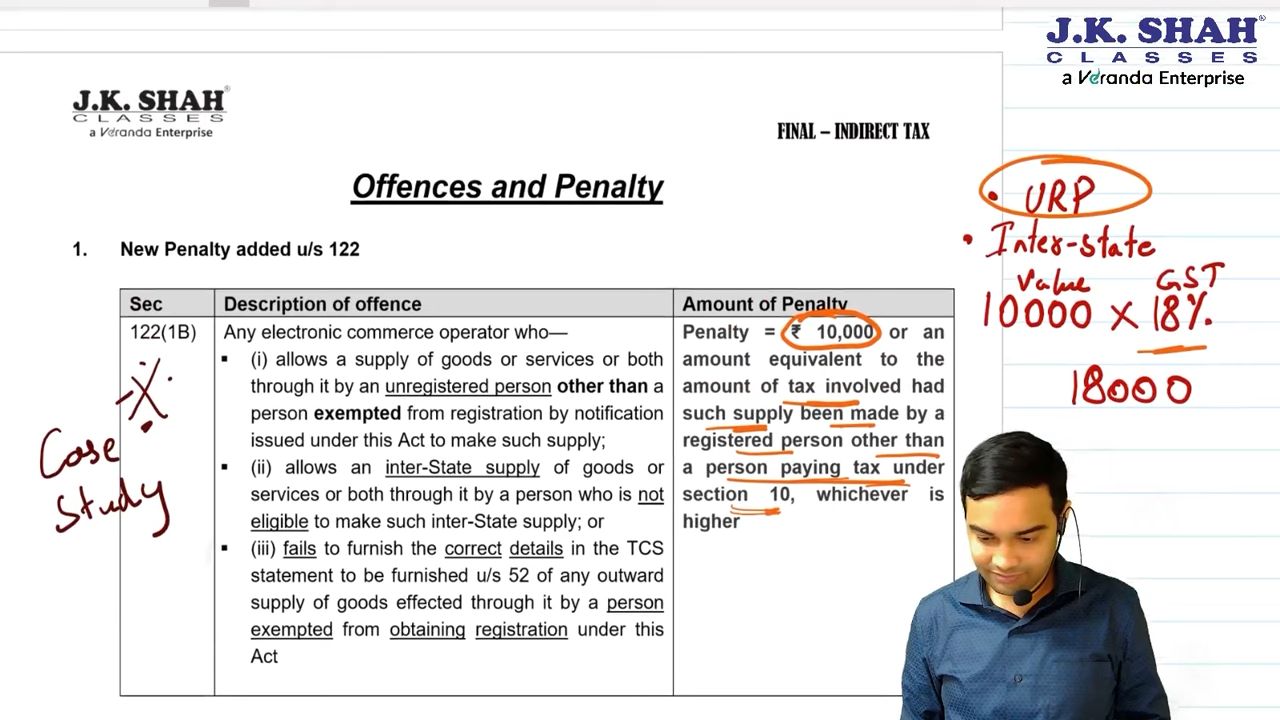 J.K. SHAH®
CLASSES
a Veranda Enterprise
J.K. SHAH®
CLASSES
a Veranda Enterprise
FINAL – INDIRECT TAX
Offences and Penalty
1. New Penalty added u/s 122
Sec
Description of offence
Amount of Penalty
122(1B)
Any electronic commerce operator who—
▪ (i) allows a supply of goods or services or both
through it by an unregistered person other than a
person exempted from registration by notification
issued under this Act to make such supply;
▪ (ii) allows an inter-State supply of goods or
services or both through it by a person who is not
eligible to make such inter-State supply; or
▪ (iii) fails to furnish the correct details in the TCS
statement to be furnished u/s 52 of any outward
supply of goods effected through it by a person
exempted from obtaining registration under this
Act
Penalty = ₹ 10,000 or an
amount equivalent to the
amount of tax involved had
such supply been made by a
registered person other than
a person paying tax under
section 10, whichever is
higher
Case
Study
• URP
• Inter-state
Value GST
10000 × 18%.
18000